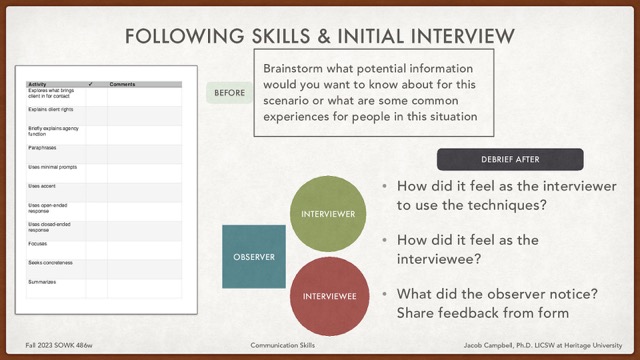 FOLLOWING SKILLS & INITIAL INTERVIEW
Activity ✓ Comments
Explores what brings
client in for contact
Explains client rights
Briefly explains agency
function
Paraphrases
Uses minimal prompts
Uses accent
Uses open-ended
response
Uses closed-ended
response
Focuses
Seeks concreteness
Summarizes
BEFORE
Brainstorm what potential information
would you want to know about for this
scenario or what are some common
experiences for people in this situation
OBSERVER
INTERVIEWER
INTERVIEWEE
DEBRIEF AFTER
• How did it feel as the interviewer
to use the techniques?
• How did it feel as the
interviewee?
• What did the observer notice?
Share feedback from form
Fall 2023 SOWK 486w
Communication Skills
Jacob Campbell, Ph.D. LICSW at Heritage University